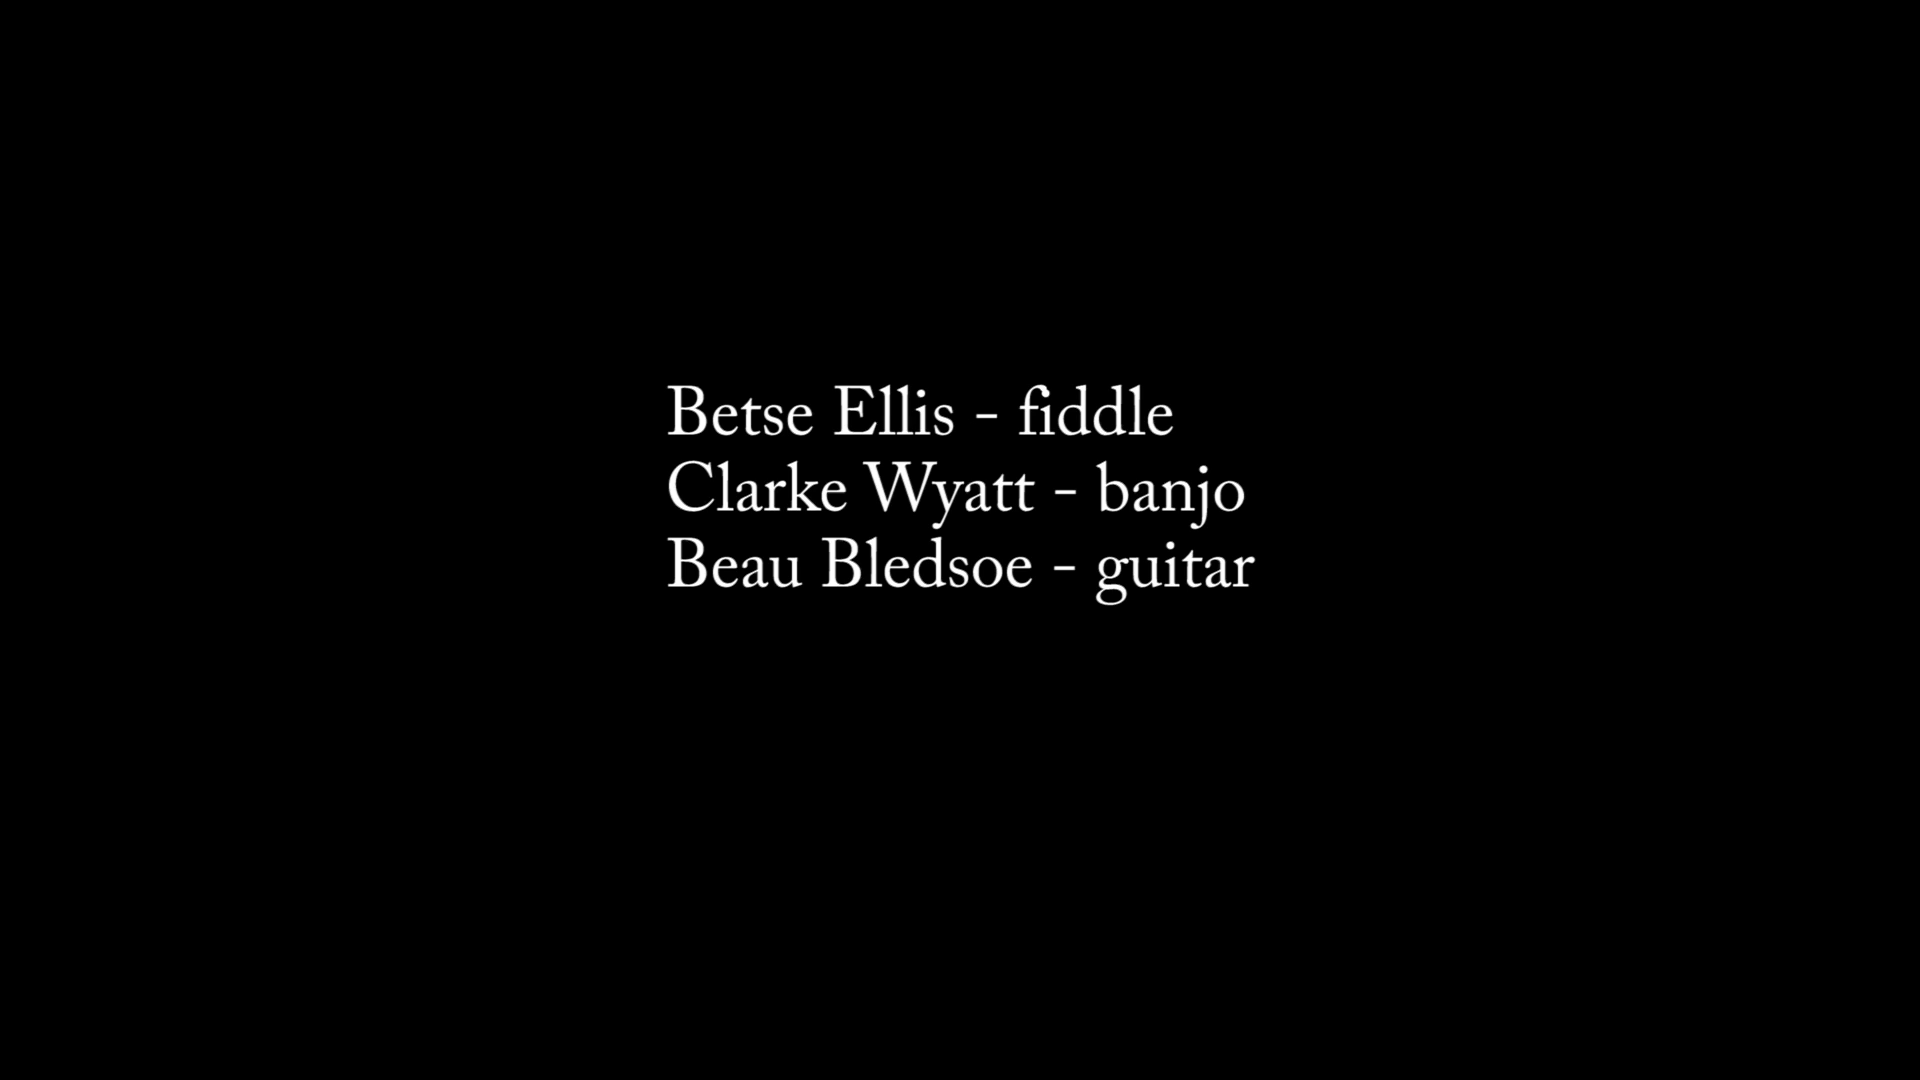 Betse Ellis - fiddle
Clarke Wyatt - banjo
Beau Bledsoe - guitar